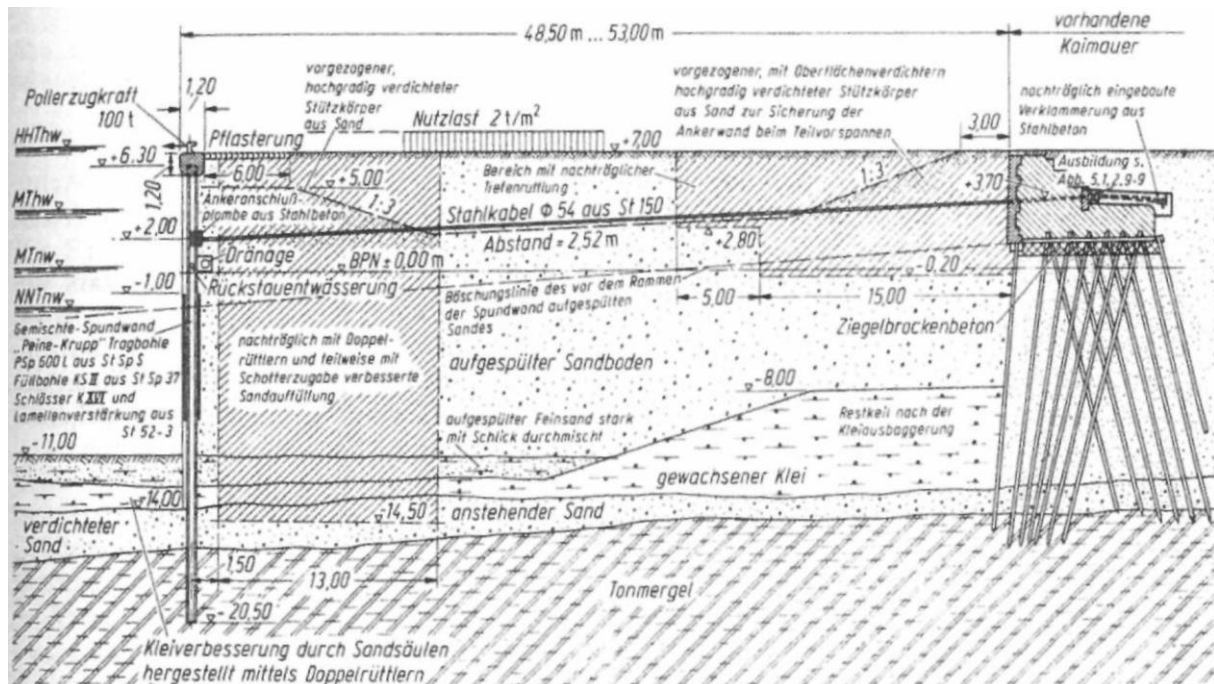 48,50 m ... 53,00 m
vorhandene
Kaimauer
1,20
Pollerzugkraft
100 t
vorgezogener,
hochgradig verdichteter
Stützkörper
aus Sand
Nutzlast 2 t/m²
vorgezogener, mit Oberflächenverdichtern
hochgradig verdichteter Stützkörper
aus Sand zur Sicherung der
Ankerwand beim Teilvorspannen
nachträglich eingebaute
Verklammerung aus
Stahlbeton
3,00
HHThw
Pflasterung
+7,00
+6.30
1,20
6,00
+5,00
1:3
Ankeranschluß-
plombe aus Stahlbeton
Bereich mit nachträglicher
Tiefenrüttlung
1:3
Ausbildung s.
Abb. 5.1.2.9-9
+3,70
MThw
Stahlkabel Φ 54 aus St 150
+2,00
Abstand = 2,52 m
+2,80
Dränage
BPN ± 0,00 m
MTnw
-0,20
Rückstauentwässerung
-1,00
NNTnw
Böschungslinie des vor dem Rammen
der Spundwand aufgespülten
Sandes
5,00
15,00
Ziegelbrockenbeton
Gemischte-Spundwand
„Peine-Krupp" Tragbohle
PSp 600 L aus St Sp S
Füllbohle KS II aus St Sp 37
Schlösser K XVI und
Lamellenverstärkung aus
St 52-3
nachträglich mit Doppel-
rüttlern und teilweise mit
Schotterzugabe verbesserte
Sandauffüllung
aufgespülter Sandboden
-8,00
aufgespülter Feinsand stark
mit Schlick durchmischt
Restkeil nach der
Kleiausbaggerung
-11,00
gewachsener Klei
-14,00
-14,50
anstehender Sand
verdichteter
Sand
1,50
13,00
Tonmergel
-20,50
Kleiverbesserung durch Sandsäulen
hergestellt mittels Doppelrüttlern